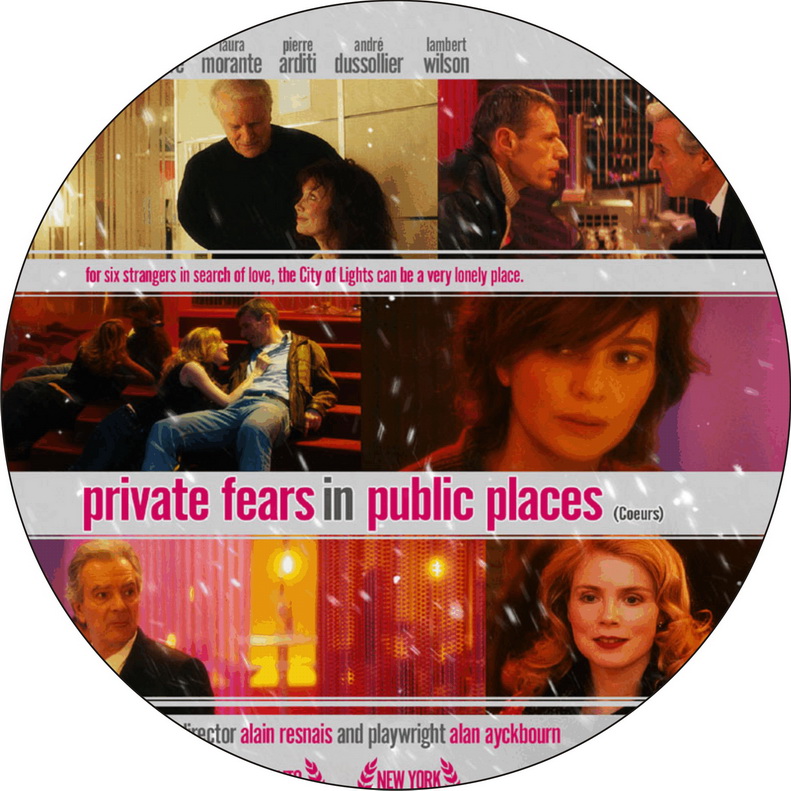 laura pierre andré lambert
morante arditi dussollier wilson
for six strangers in search of love, the City of Lights can be a very lonely place.
private fears in public places (Coeurs)
director alain resnais and playwright alan ayckbourn
NEW YORK